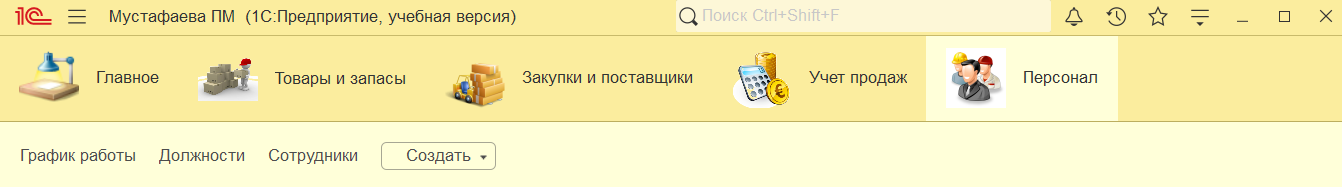 1С Мустафаева ПМ (1С:Предприятие, учебная версия) Поиск Ctrl+Shift+F
Главное Товары и запасы Закупки и поставщики Учет продаж Персонал
График работы Должности Сотрудники Создать